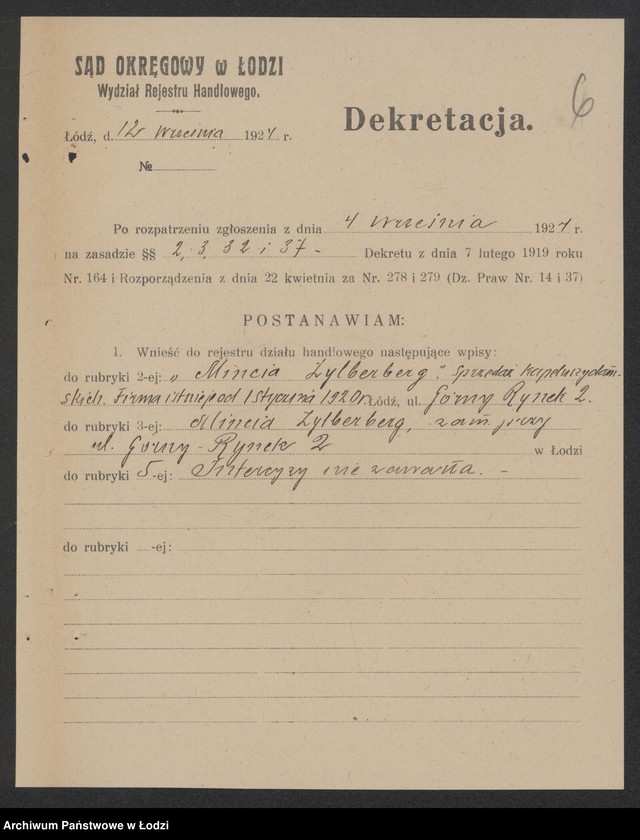 SĄD OKRĘGOWY w ŁODZI
Wydział Rejestru Handlowego.
6
Dekretacja.
Łódź, d. 12 września 1924 r.
№
Po rozpatrzeniu zgłoszenia z dnia 4 września 1924 r.
na zasadzie §§ 2, 3, 32 i 37 - Dekretu z dnia 7 lutego 1919 roku
Nr. 164 i Rozporządzenia z dnia 22 kwietnia za Nr. 278 i 279 (Dz. Praw Nr. 14 i 37)
POSTANAWIAM:
1. Wnieść do rejestru działu handlowego następujące wpisy:
do rubryki 2-ej: „Mincia Zylberberg". Sprzedaż kapeluszy dam-
skich. Firma istnieje od 1 stycznia 1920 r. Łódź, ul. Górny Rynek 2.
do rubryki 3-ej: Mincia Zylberberg, zam. przy
ul. Górny-Rynek 2 w Łodzi
do rubryki 5-ej: Intercyzy nie zawarła. -
do rubryki -ej:
Archiwum Państwowe w Łodzi